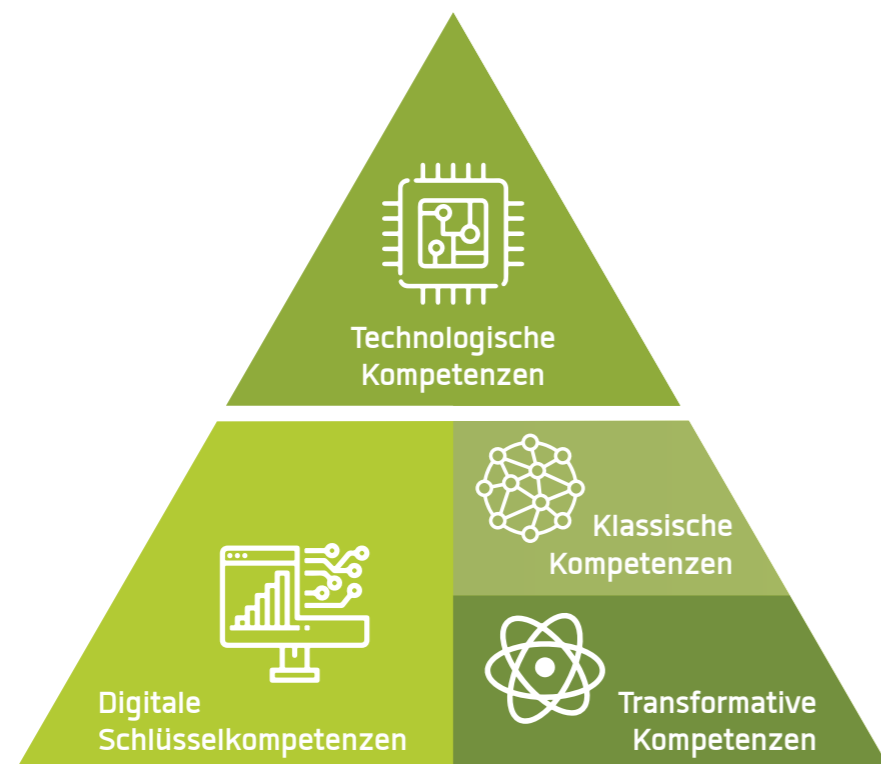 Technologische
Kompetenzen
Klassische
Kompetenzen
Digitale
Schlüsselkompetenzen
Transformative
Kompetenzen